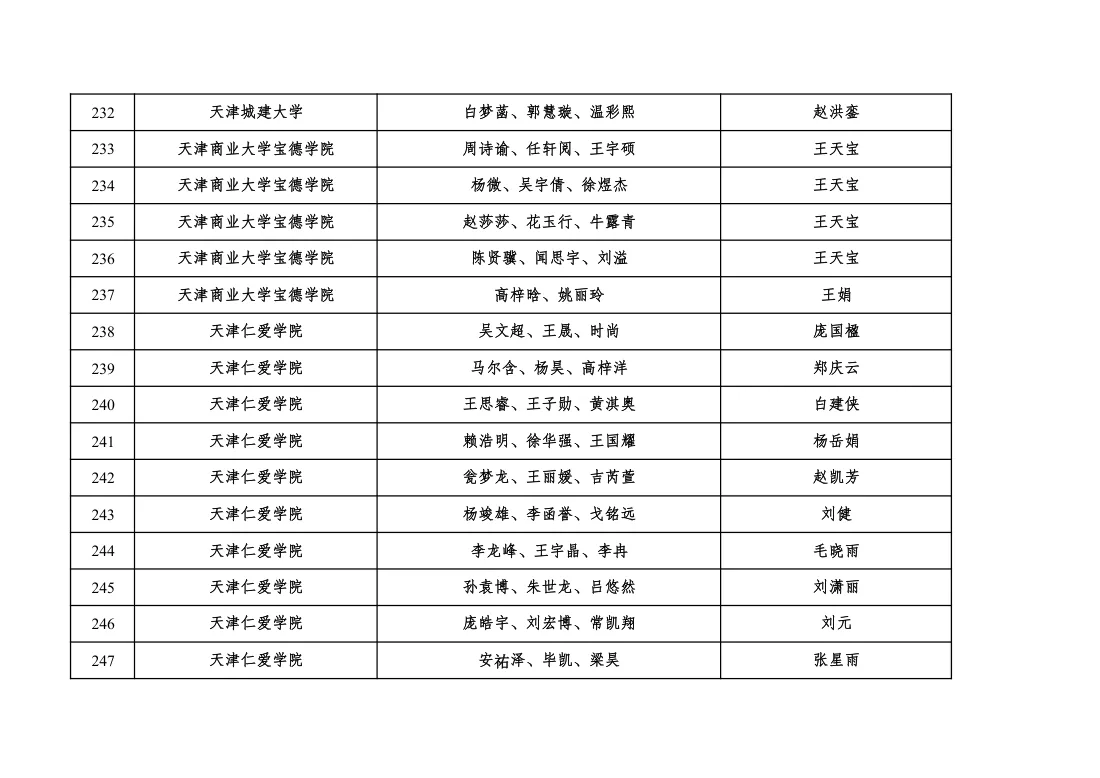 232 天津城建大学 白梦菡、郭慧璇、温彩熙 赵洪銮
233 天津商业大学宝德学院 周诗谕、任轩阅、王宇硕 王天宝
234 天津商业大学宝德学院 杨微、吴宇倩、徐煜杰 王天宝
235 天津商业大学宝德学院 赵莎莎、花玉行、牛露青 王天宝
236 天津商业大学宝德学院 陈贤骥、闻思宇、刘溢 王天宝
237 天津商业大学宝德学院 高梓晗、姚丽玲 王娟
238 天津仁爱学院 吴文超、王晟、时尚 庞国楹
239 天津仁爱学院 马尔含、杨昊、高梓洋 郑庆云
240 天津仁爱学院 王思睿、王子勋、黄淇奥 白建侠
241 天津仁爱学院 赖浩明、徐华强、王国耀 杨岳娟
242 天津仁爱学院 瓮梦龙、王丽媛、吉芮萱 赵凯芳
243 天津仁爱学院 杨竣雄、李函誉、戈铭远 刘健
244 天津仁爱学院 李龙峰、王宇晶、李冉 毛晓雨
245 天津仁爱学院 孙袁博、朱世龙、吕悠然 刘潇丽
246 天津仁爱学院 庞皓宇、刘宏博、常凯翔 刘元
247 天津仁爱学院 安祐泽、毕凯、梁昊 张星雨